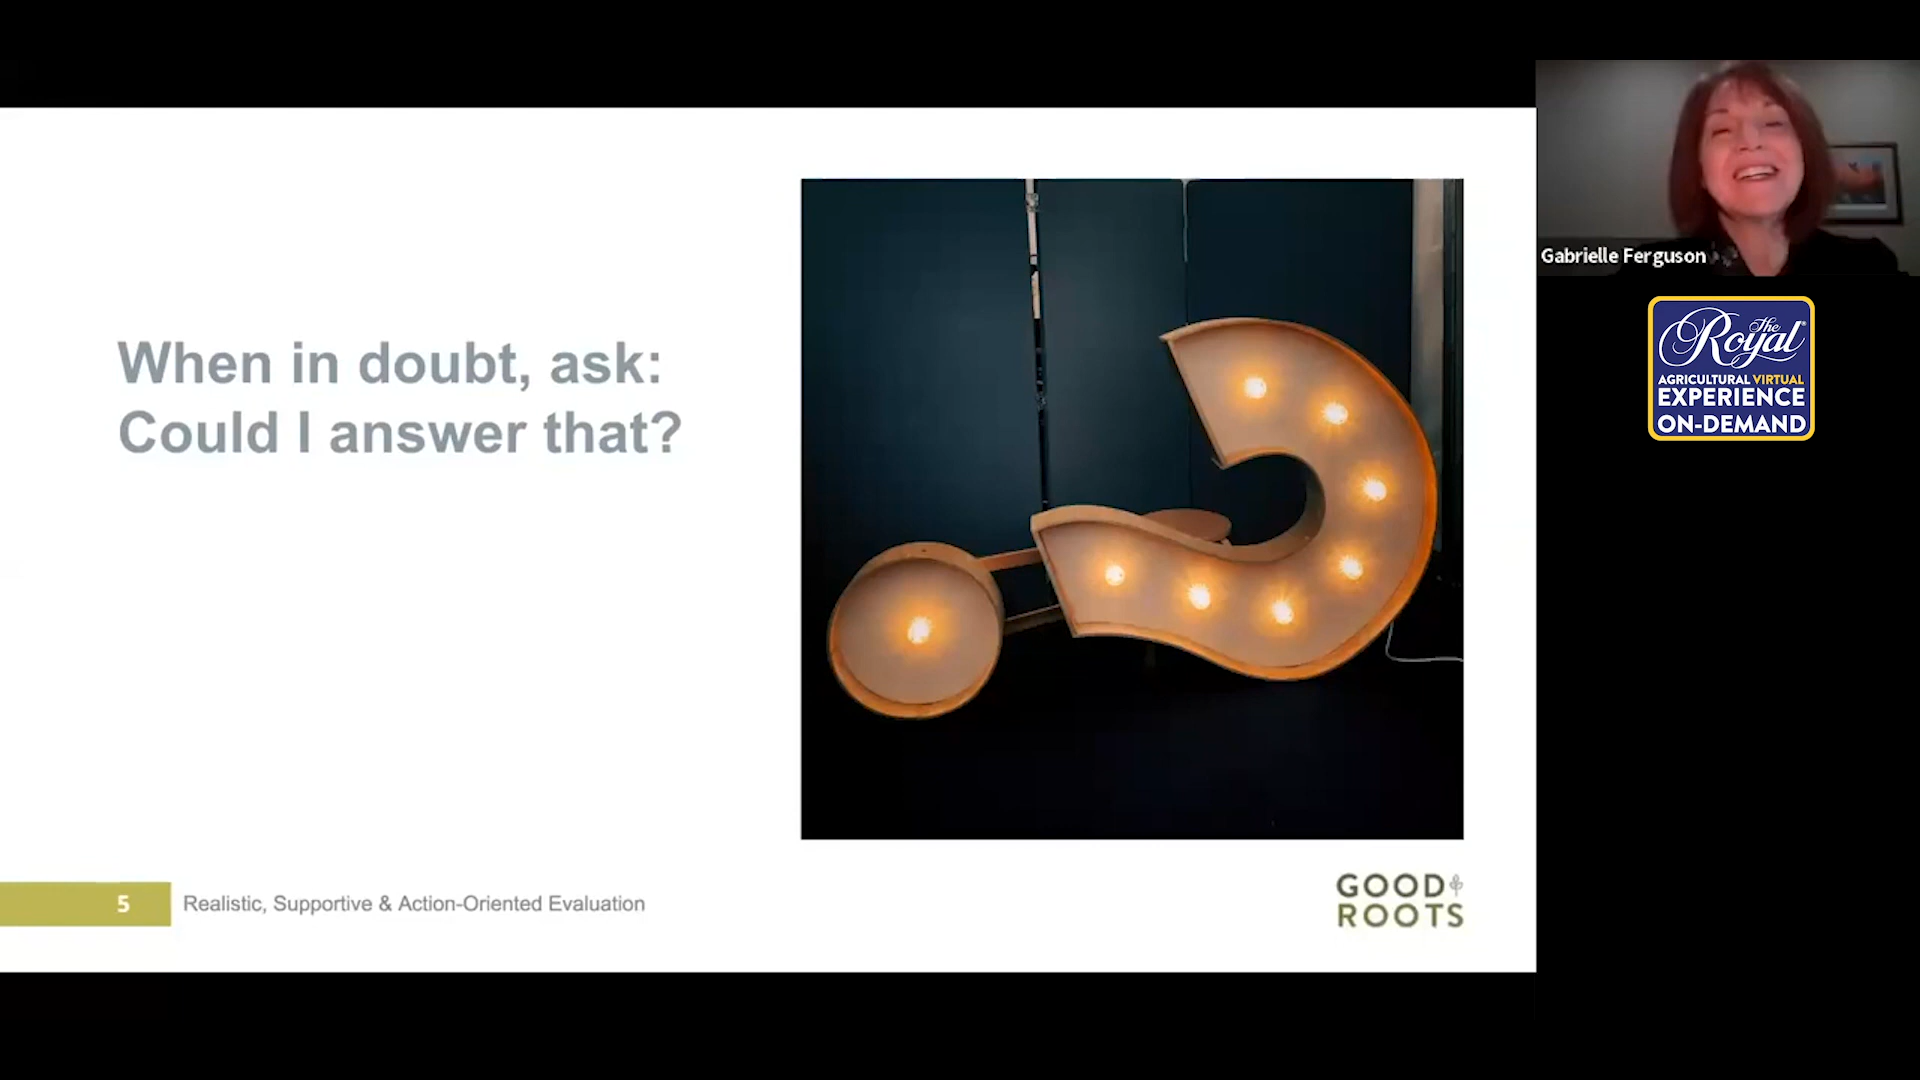 When in doubt, ask:
Could I answer that?
5
Realistic, Supportive & Action-Oriented Evaluation
GOOD
ROOTS
Gabrielle Ferguson
The
Royal
AGRICULTURAL VIRTUAL
EXPERIENCE
ON-DEMAND